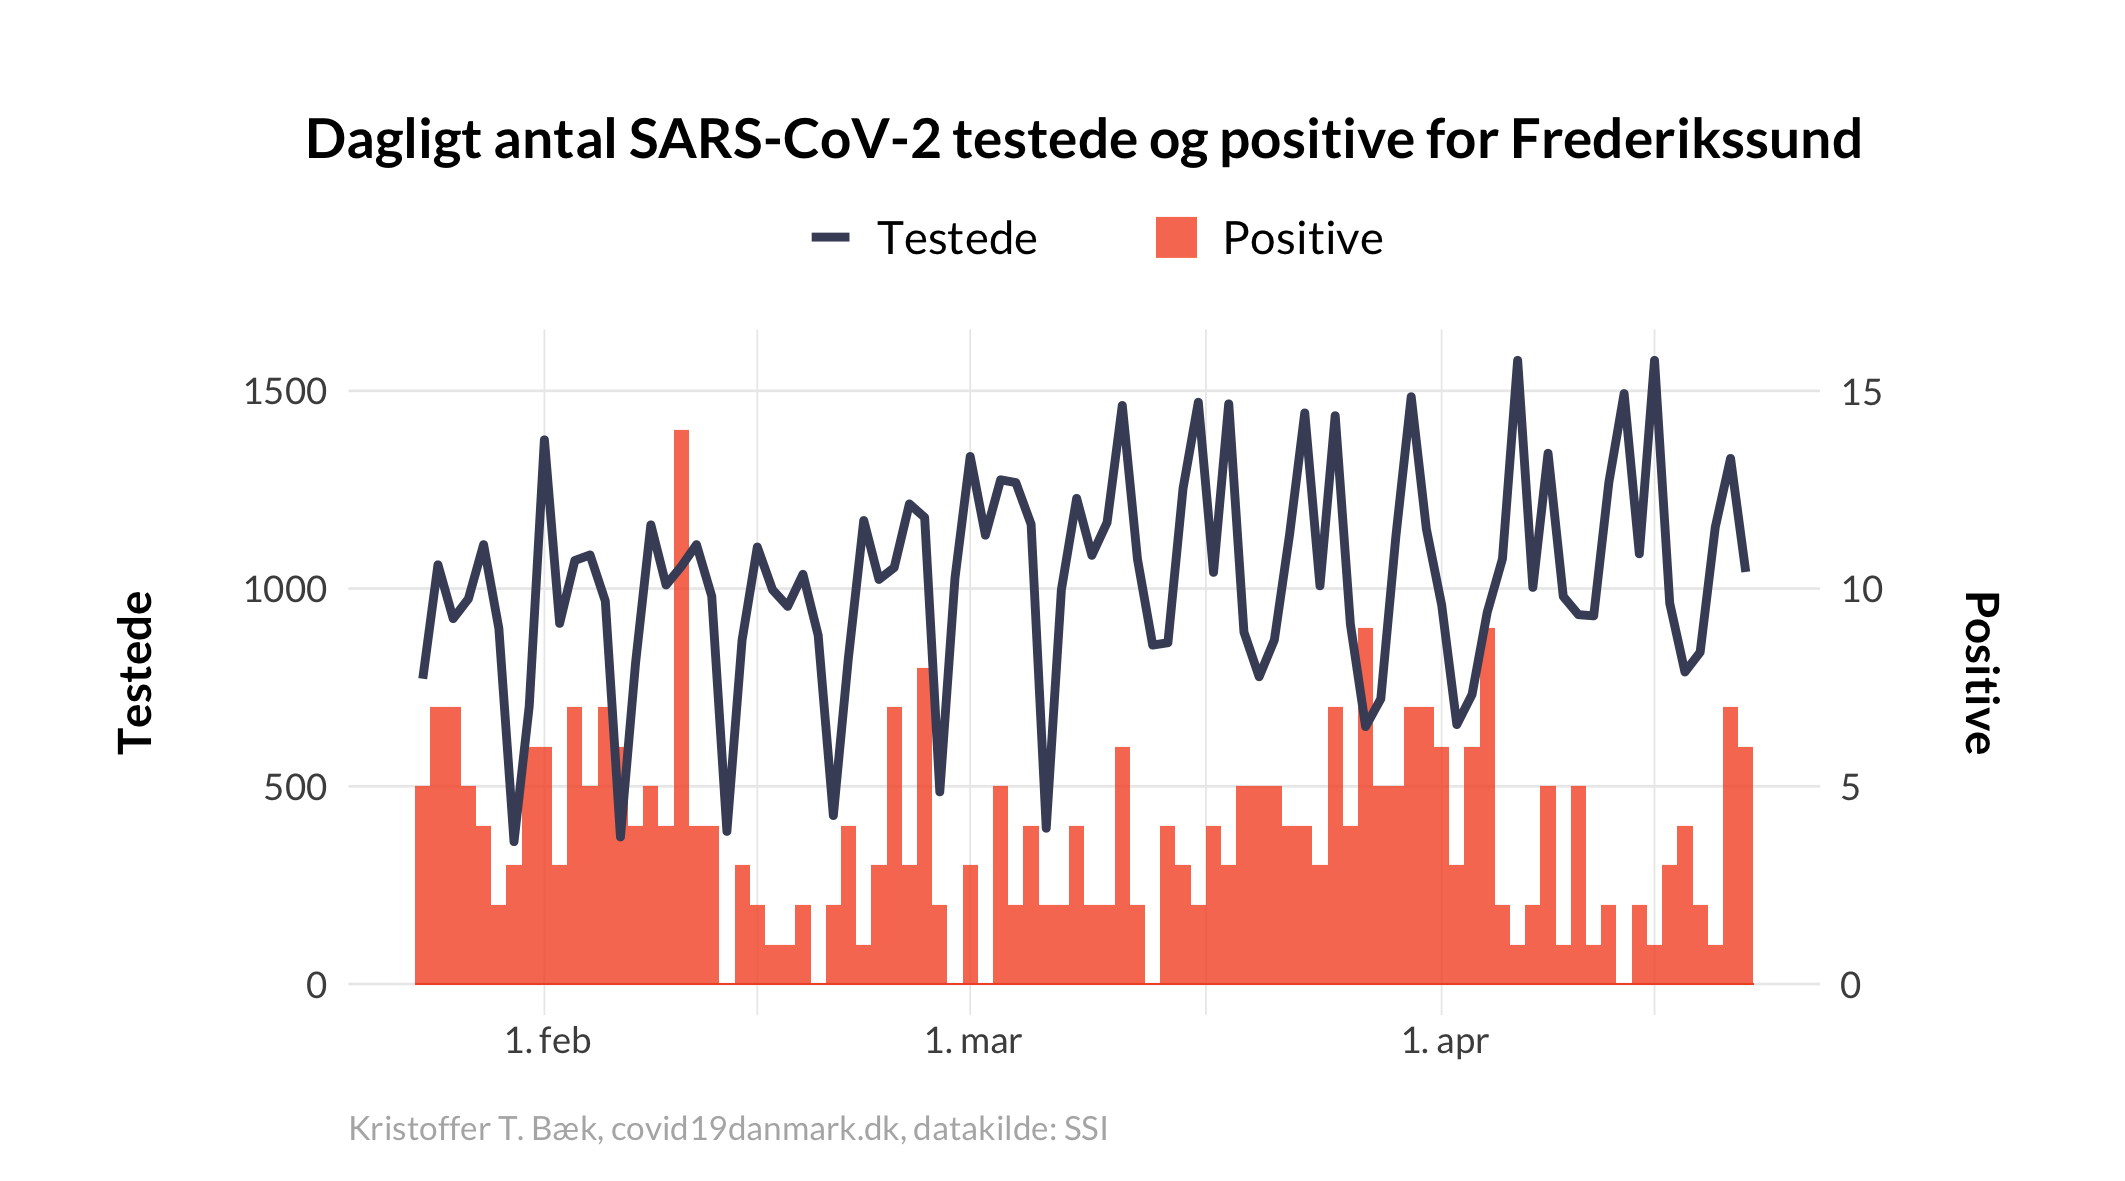 Dagligt antal SARS-CoV-2 testede og positive for Frederikssund
Testede
Positive
1500
1000
500
0
Testede
15
10
5
0
Positive
1. feb
1. mar
1. apr
Kristoffer T. Bæk, covid19danmark.dk, datakilde: SSI